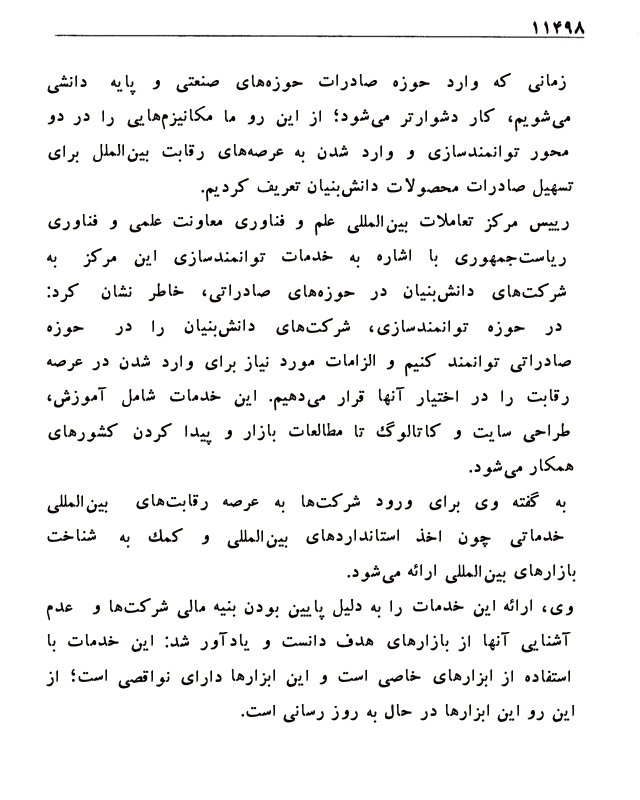 ۱۱۴۹۸
زمانی که وارد حوزه صادرات حوزه‌های صنعتی و پایه دانشی
می‌شویم، کار دشوارتر می‌شود؛ از این رو ما مکانیزم‌هایی را در دو
محور توانمندسازی و وارد شدن به عرصه‌های رقابت بین‌الملل برای
تسهیل صادرات محصولات دانش‌بنیان تعریف کردیم.
رییس مرکز تعاملات بین‌المللی علم و فناوری معاونت علمی و فناوری
ریاست‌جمهوری با اشاره به خدمات توانمندسازی این مرکز به
شرکت‌های دانش‌بنیان در حوزه‌های صادراتی، خاطر نشان کرد:
در حوزه توانمندسازی، شرکت‌های دانش‌بنیان را در حوزه
صادراتی توانمند کنیم و الزامات مورد نیاز برای وارد شدن در عرصه
رقابت را در اختیار آنها قرار می‌دهیم. این خدمات شامل آموزش،
طراحی سایت و کاتالوگ تا مطالعات بازار و پیدا کردن کشورهای
همکار می‌شود.
به گفته وی برای ورود شرکت‌ها به عرصه رقابت‌های بین‌المللی
خدماتی چون اخذ استانداردهای بین‌المللی و کمك به شناخت
بازارهای بین‌المللی ارائه می‌شود.
وی، ارائه این خدمات را به دلیل پایین بودن بنیه مالی شرکت‌ها و عدم
آشنایی آنها از بازارهای هدف دانست و یادآور شد: این خدمات با
استفاده از ابزارهای خاصی است و این ابزارها دارای نواقصی است؛ از
این رو این ابزارها در حال به روز رسانی است.